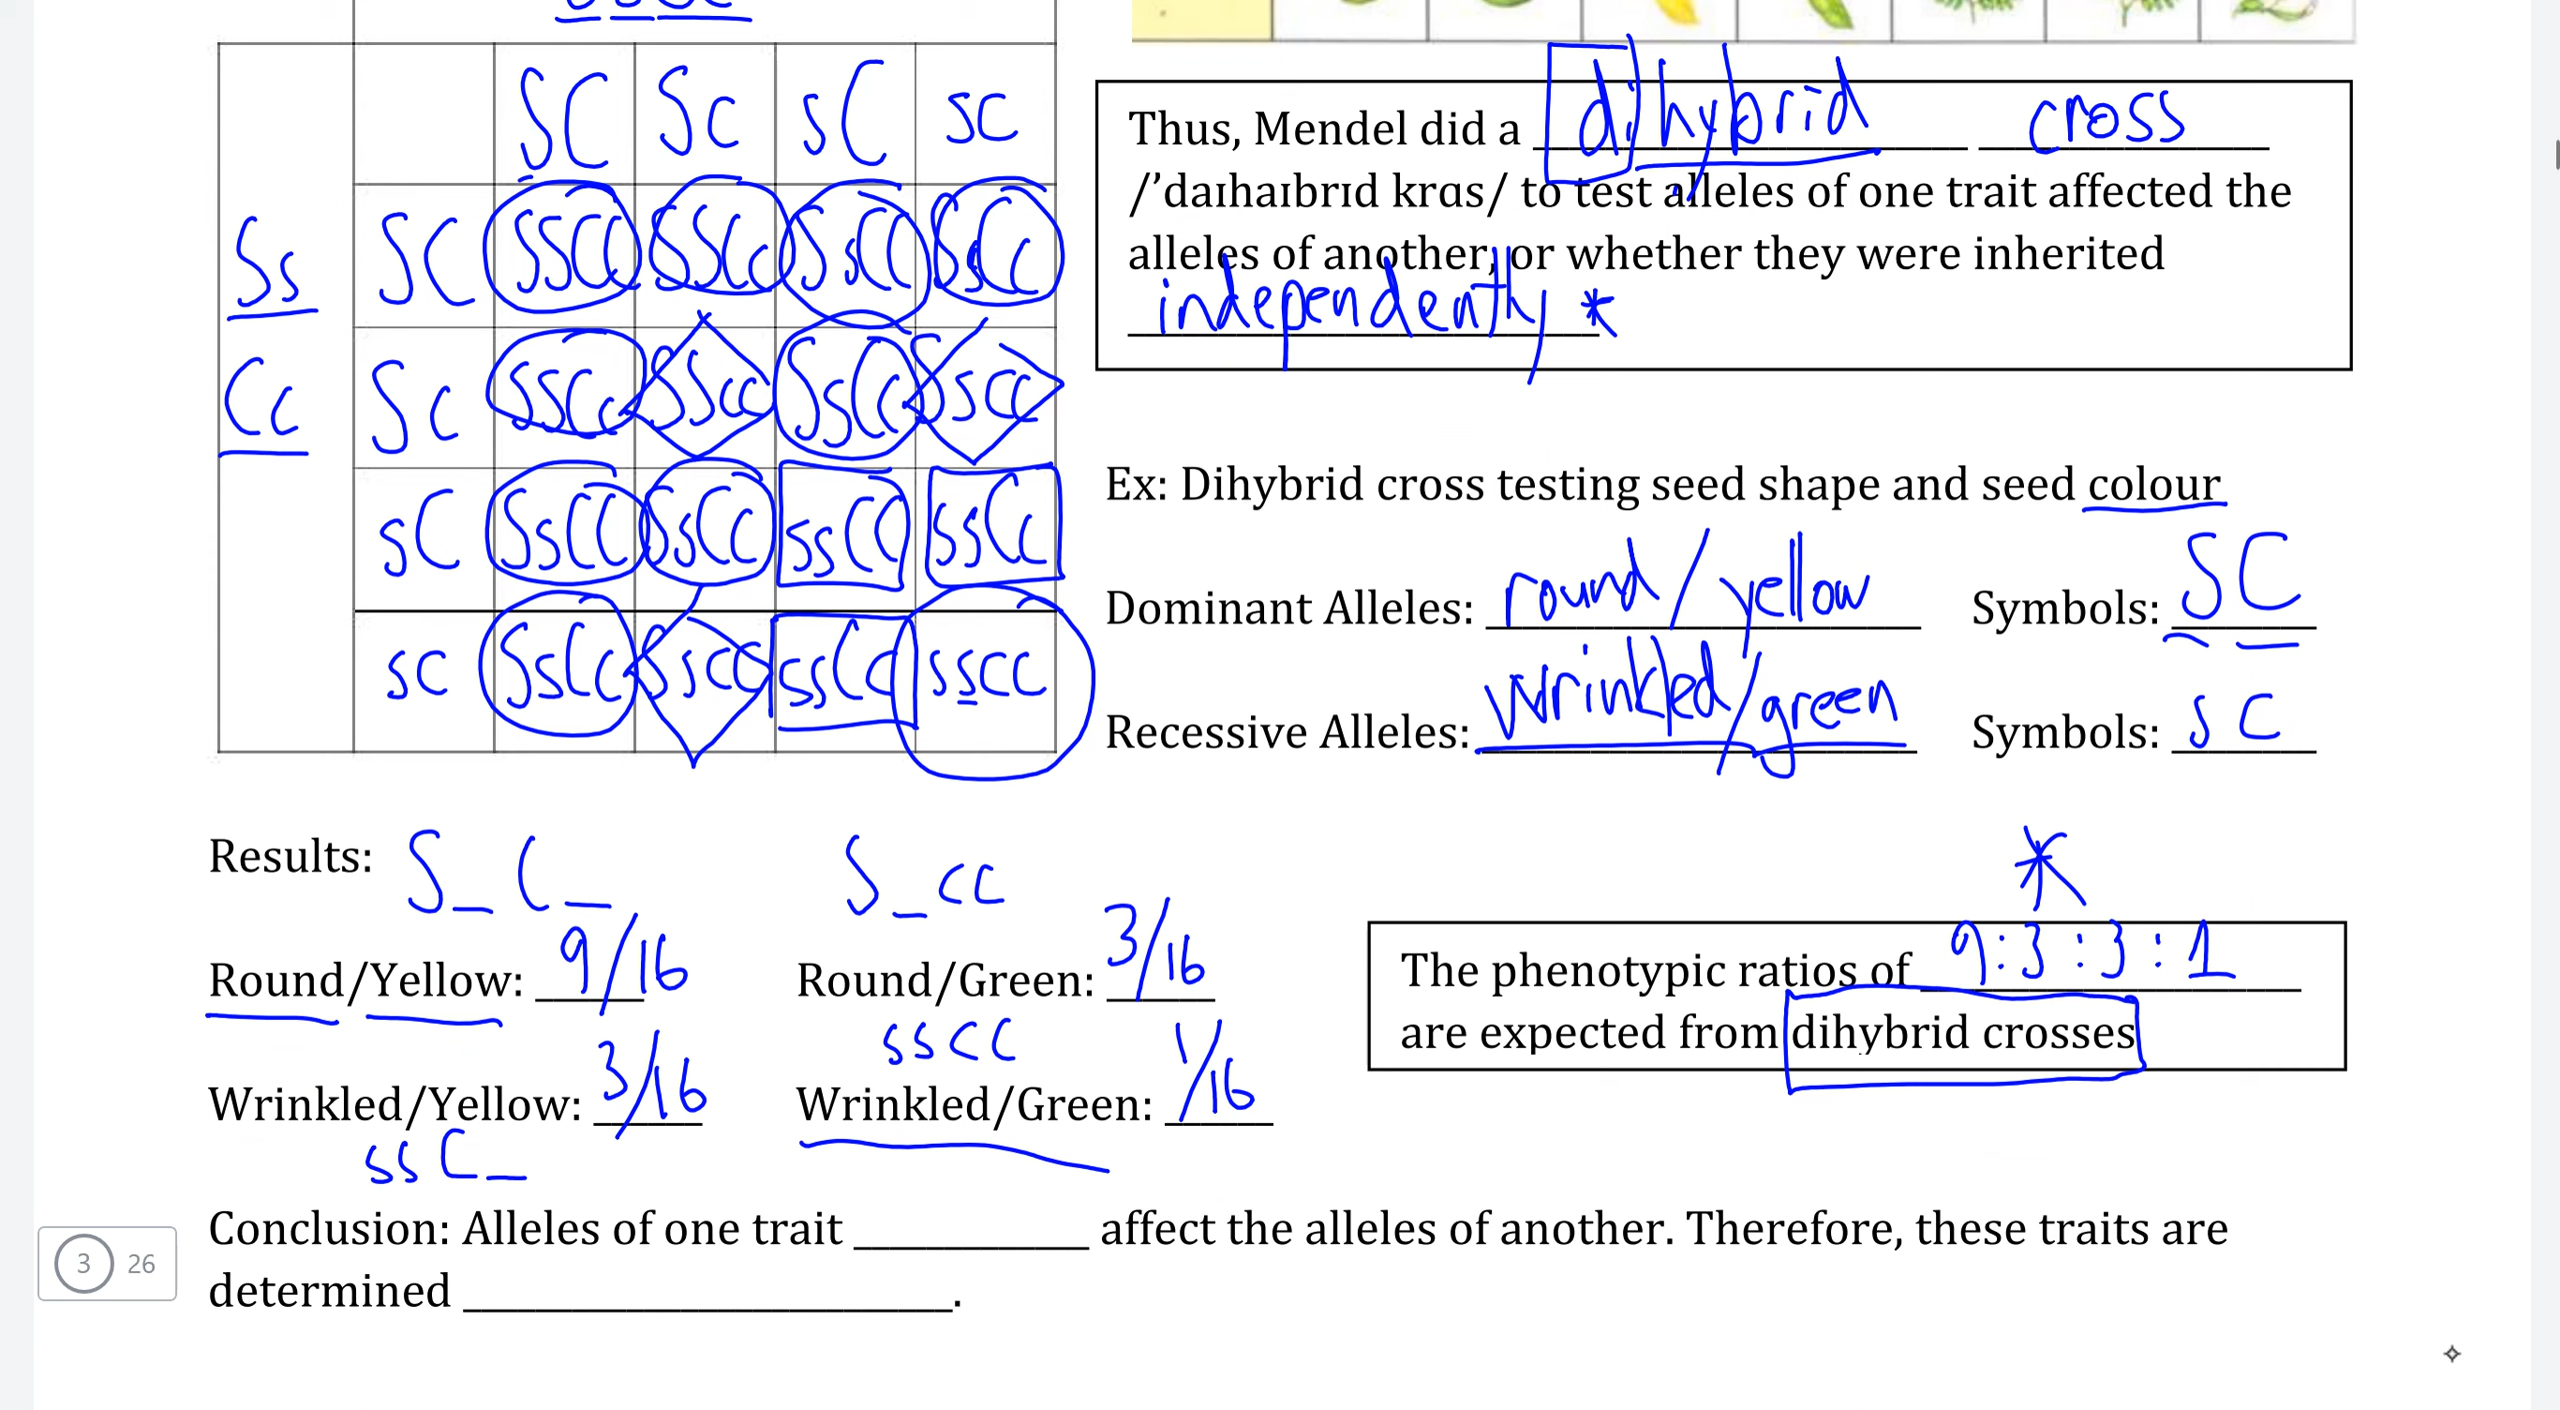 SC Sc sC sc
Ss SC SSCC SSCc SsCC SsCc
Cc Sc SSCc SScc SsCc Sscc
sC SsCC SsCc ssCC ssCc
sc SsCc Sscc ssCc sscc
Thus, Mendel did a dihybrid cross
/’daɪhaɪbrɪd krɑs/ to test alleles of one trait affected the
alleles of another, or whether they were inherited
independently *
Ex: Dihybrid cross testing seed shape and seed colour
Dominant Alleles: round/yellow Symbols: SC
Recessive Alleles: Wrinkled/green Symbols: sc
Results: S_C_ S_cc
Round/Yellow: 9/16 Round/Green: 3/16
sscc
Wrinkled/Yellow: 3/16 Wrinkled/Green: 1/16
ssC_
*
The phenotypic ratios of 9:3:3:1
are expected from dihybrid crosses
Conclusion: Alleles of one trait ____________ affect the alleles of another. Therefore, these traits are
determined _________________________.
3 26